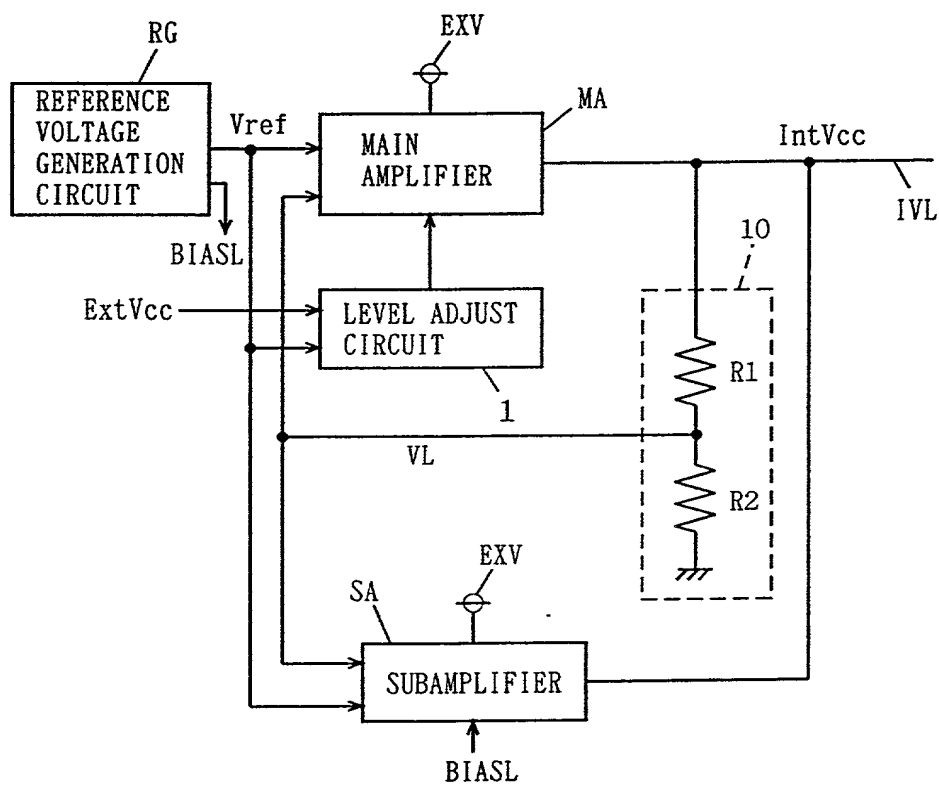 RG
EXV
REFERENCE
VOLTAGE
GENERATION
CIRCUIT
Vref
MAIN
AMPLIFIER
MA
IntVcc
IVL
BIASL
10
ExtVcc
LEVEL ADJUST
CIRCUIT
1
R1
VL
R2
EXV
SA
SUBAMPLIFIER
BIASL